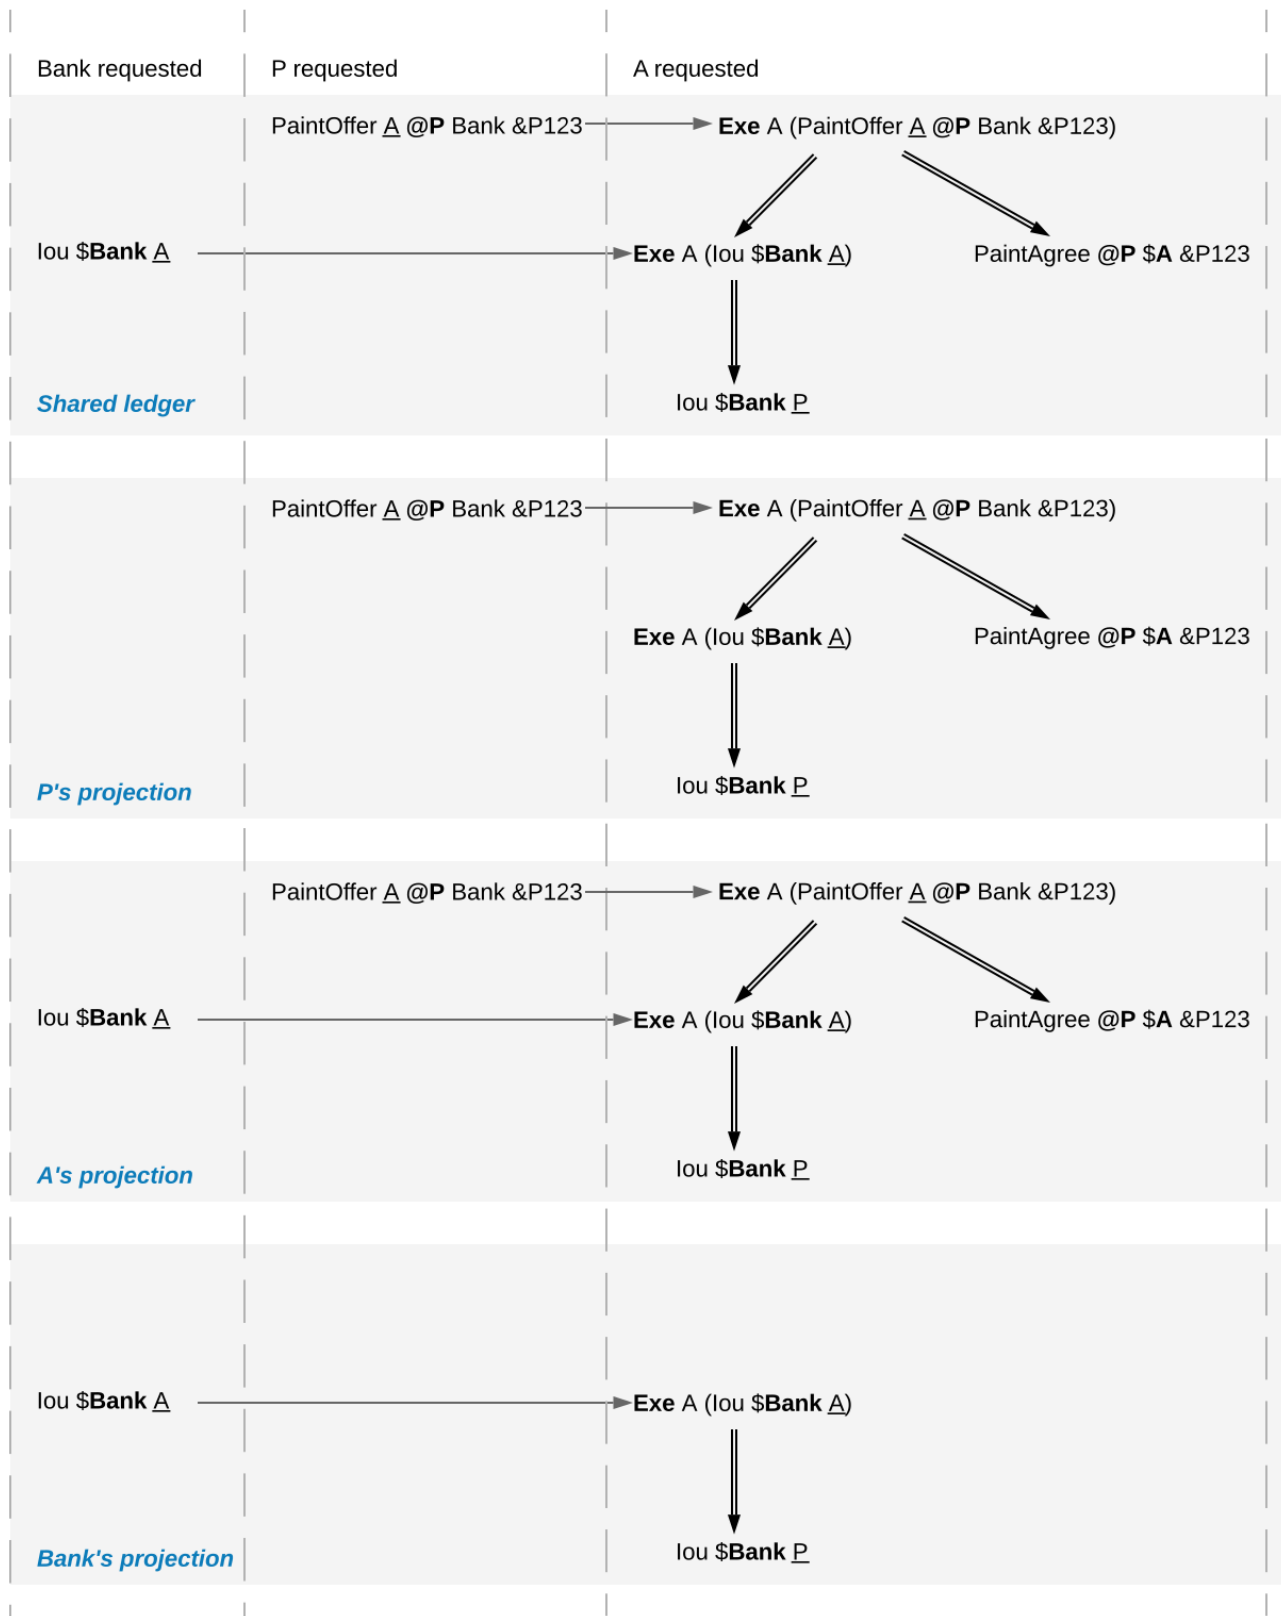 Bank requested P requested A requested
PaintOffer A @P Bank &P123 Exe A (PaintOffer A @P Bank &P123)
Iou $Bank A Exe A (Iou $Bank A) PaintAgree @P $A &P123
Iou $Bank P
Shared ledger
PaintOffer A @P Bank &P123 Exe A (PaintOffer A @P Bank &P123)
Exe A (Iou $Bank A) PaintAgree @P $A &P123
Iou $Bank P
P's projection
PaintOffer A @P Bank &P123 Exe A (PaintOffer A @P Bank &P123)
Iou $Bank A Exe A (Iou $Bank A) PaintAgree @P $A &P123
Iou $Bank P
A's projection
Iou $Bank A Exe A (Iou $Bank A)
Iou $Bank P
Bank's projection